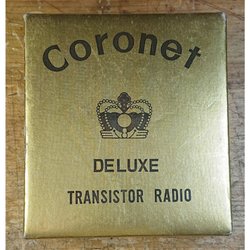 Coronet
DELUXE
TRANSISTOR RADIO